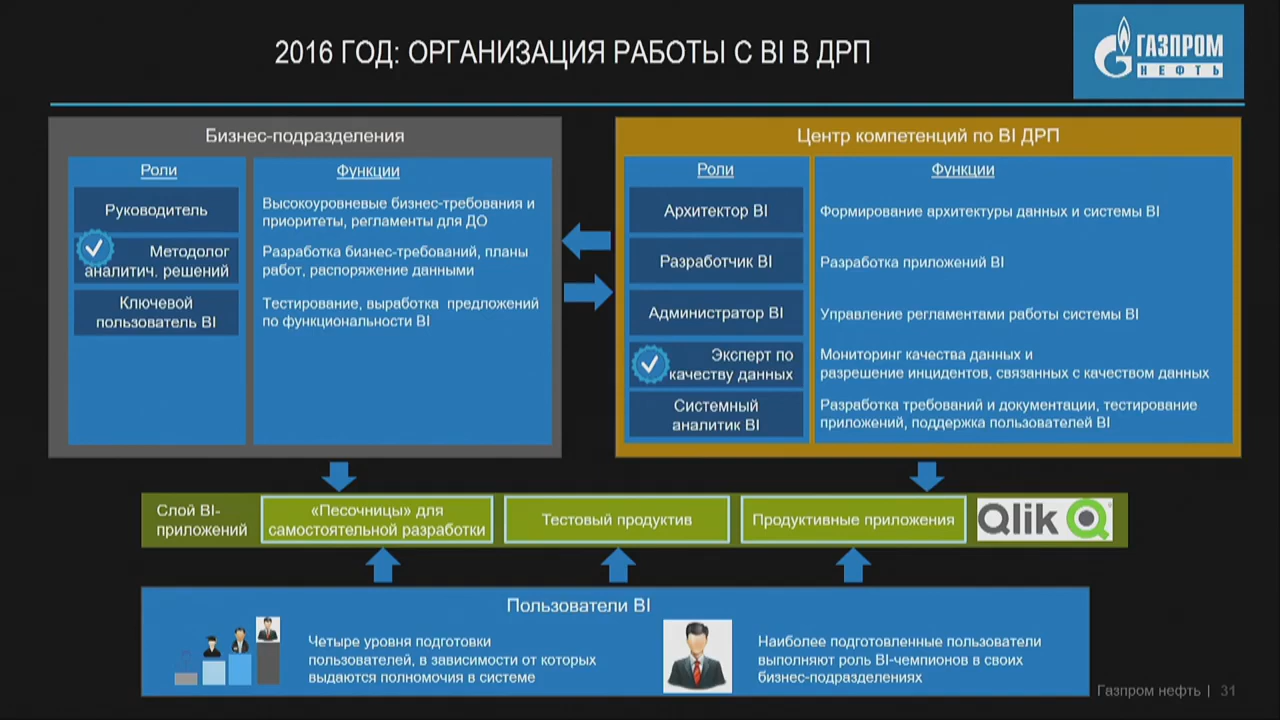 2016 ГОД: ОРГАНИЗАЦИЯ РАБОТЫ С BI В ДРП
ГАЗПРОМ
НЕФТЬ
Бизнес-подразделения
Роли
Функции
Руководитель
Высокоуровневые бизнес-требования и
приоритеты, регламенты для ДО
Методолог
аналитич. решений
Разработка бизнес-требований, планы
работ, распоряжение данными
Ключевой
пользователь BI
Тестирование, выработка предложений
по функциональности BI
Центр компетенций по BI ДРП
Роли
Функции
Архитектор BI
Формирование архитектуры данных и системы BI
Разработчик BI
Разработка приложений BI
Администратор BI
Управление регламентами работы системы BI
Эксперт по
качеству данных
Мониторинг качества данных и
разрешение инцидентов, связанных с качеством данных
Системный
аналитик BI
Разработка требований и документации, тестирование
приложений, поддержка пользователей BI
Слой BI-
приложений
«Песочницы» для
самостоятельной разработки
Тестовый продуктив
Продуктивные приложения
Qlik
Пользователи BI
Четыре уровня подготовки
пользователей, в зависимости от которых
выдаются полномочия в системе
Наиболее подготовленные пользователи
выполняют роль BI-чемпионов в своих
бизнес-подразделениях
Газпром нефть | 31